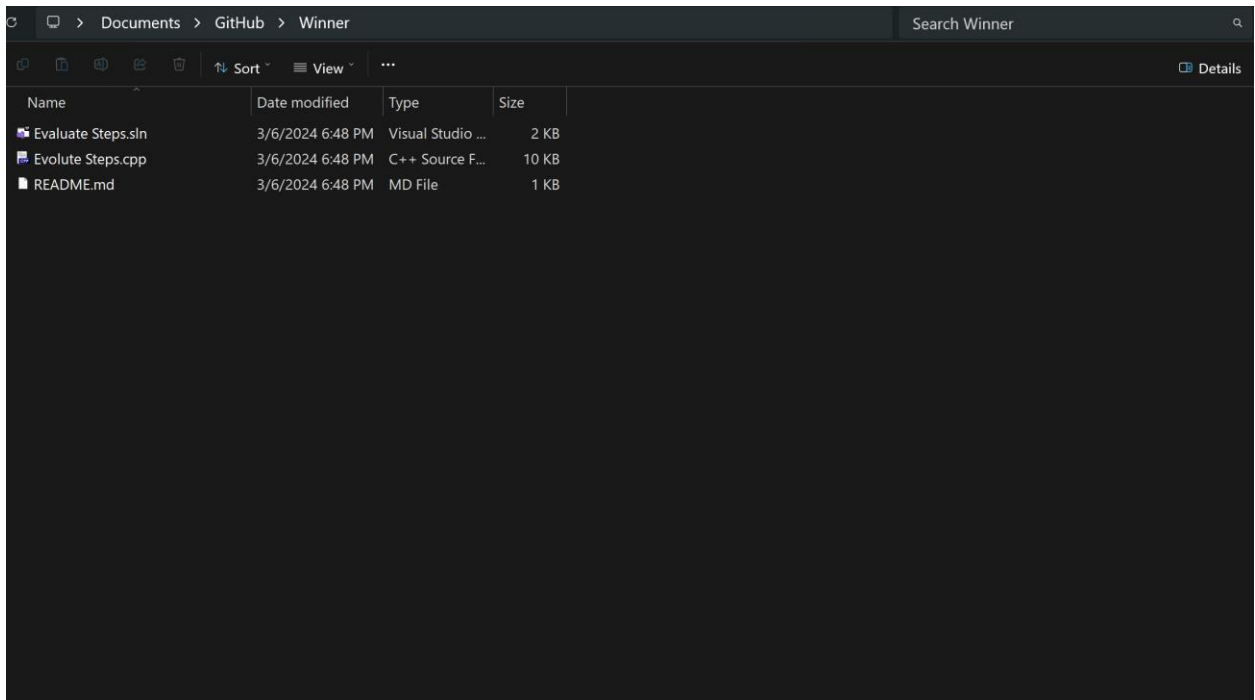 > Documents > GitHub > Winner Search Winner
Sort View ... Details
Name Date modified Type Size
Evaluate Steps.sln 3/6/2024 6:48 PM Visual Studio ... 2 KB
Evolute Steps.cpp 3/6/2024 6:48 PM C++ Source F... 10 KB
README.md 3/6/2024 6:48 PM MD File 1 KB